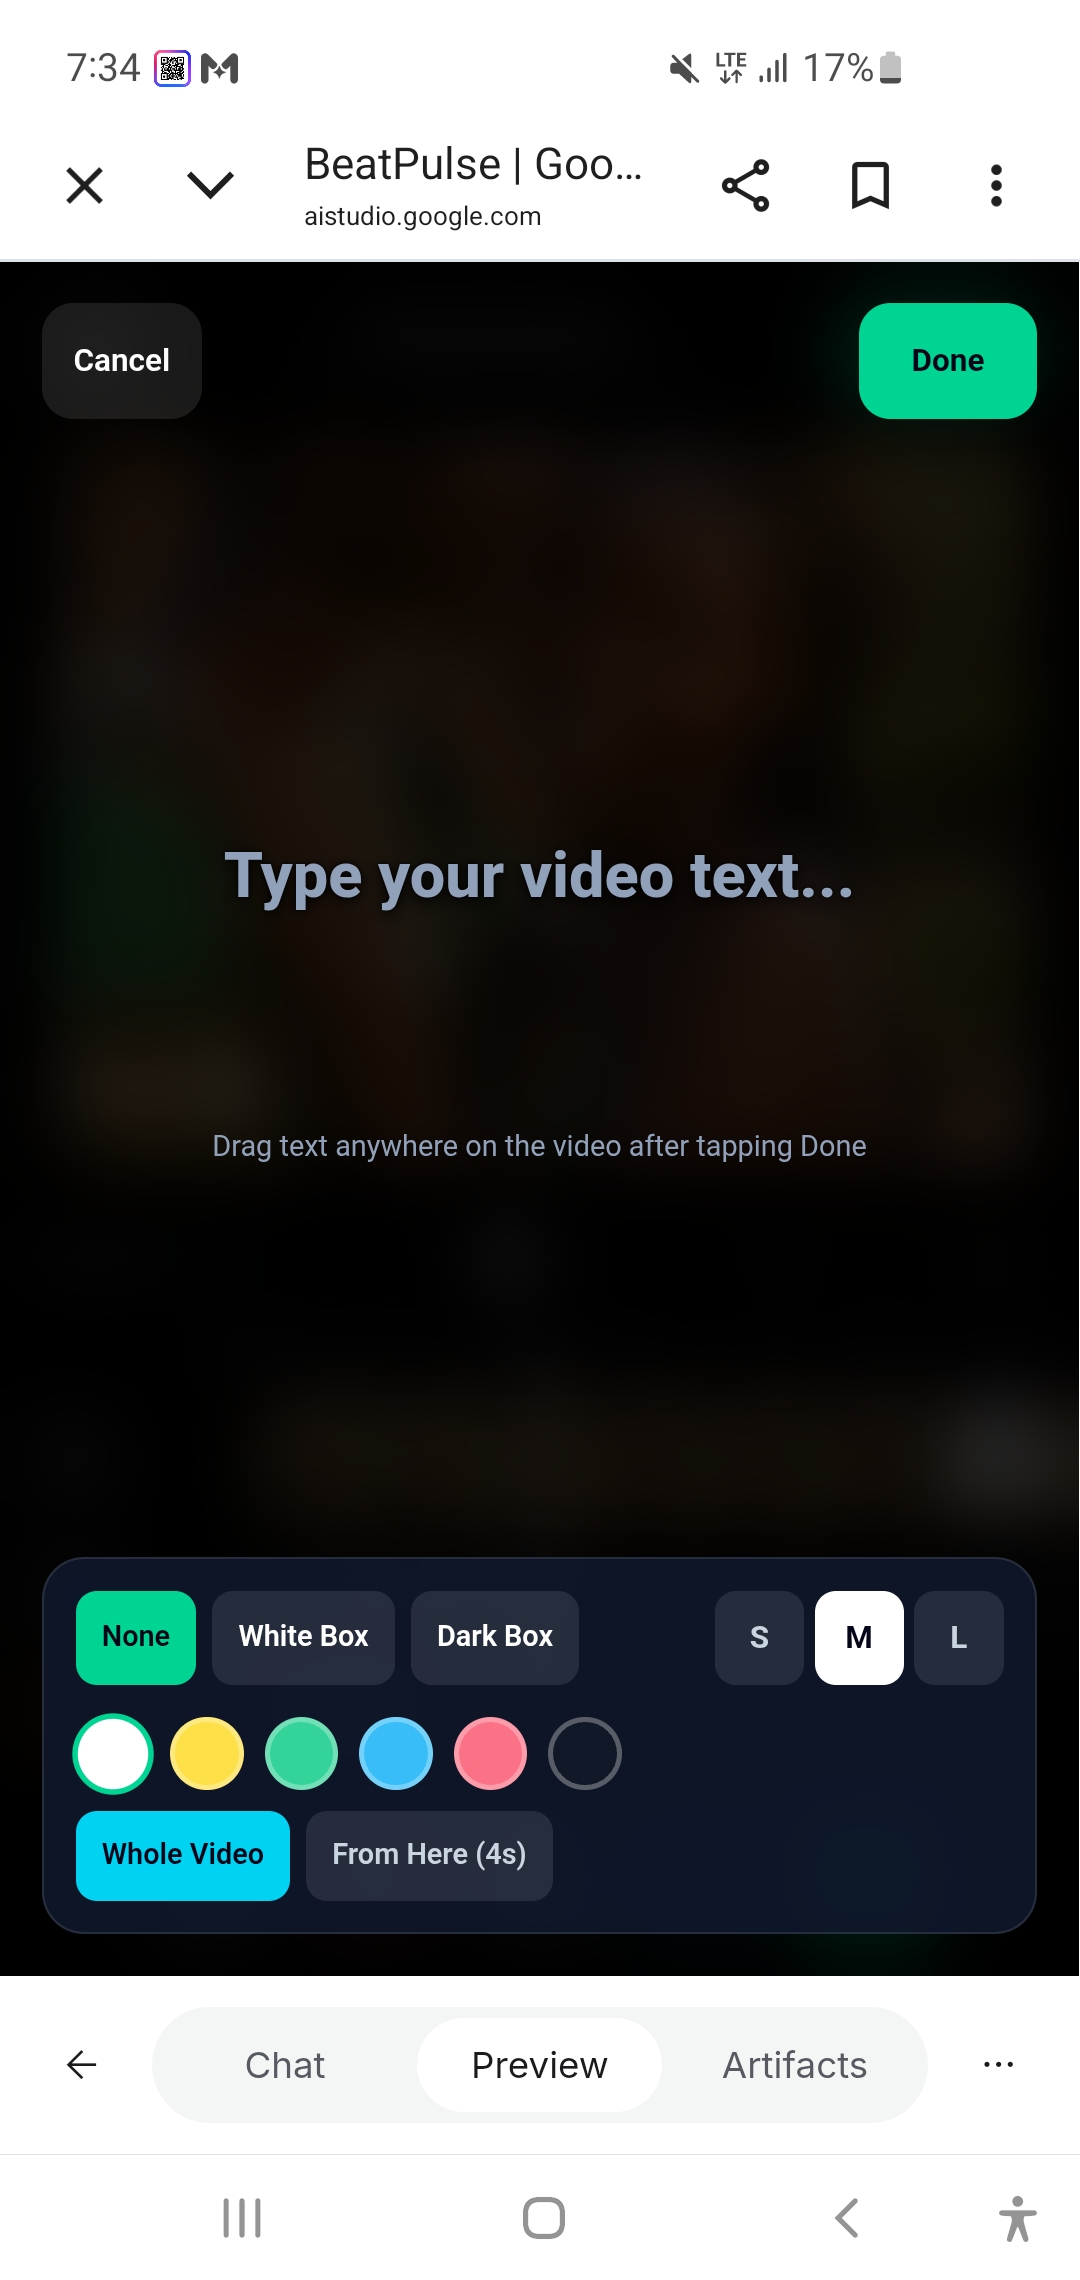 7:34
LTE
17%
BeatPulse | Goo...
aistudio.google.com
Cancel
Done
Type your video text...
Drag text anywhere on the video after tapping Done
None
White Box
Dark Box
S
M
L
Whole Video
From Here (4s)
Chat
Preview
Artifacts